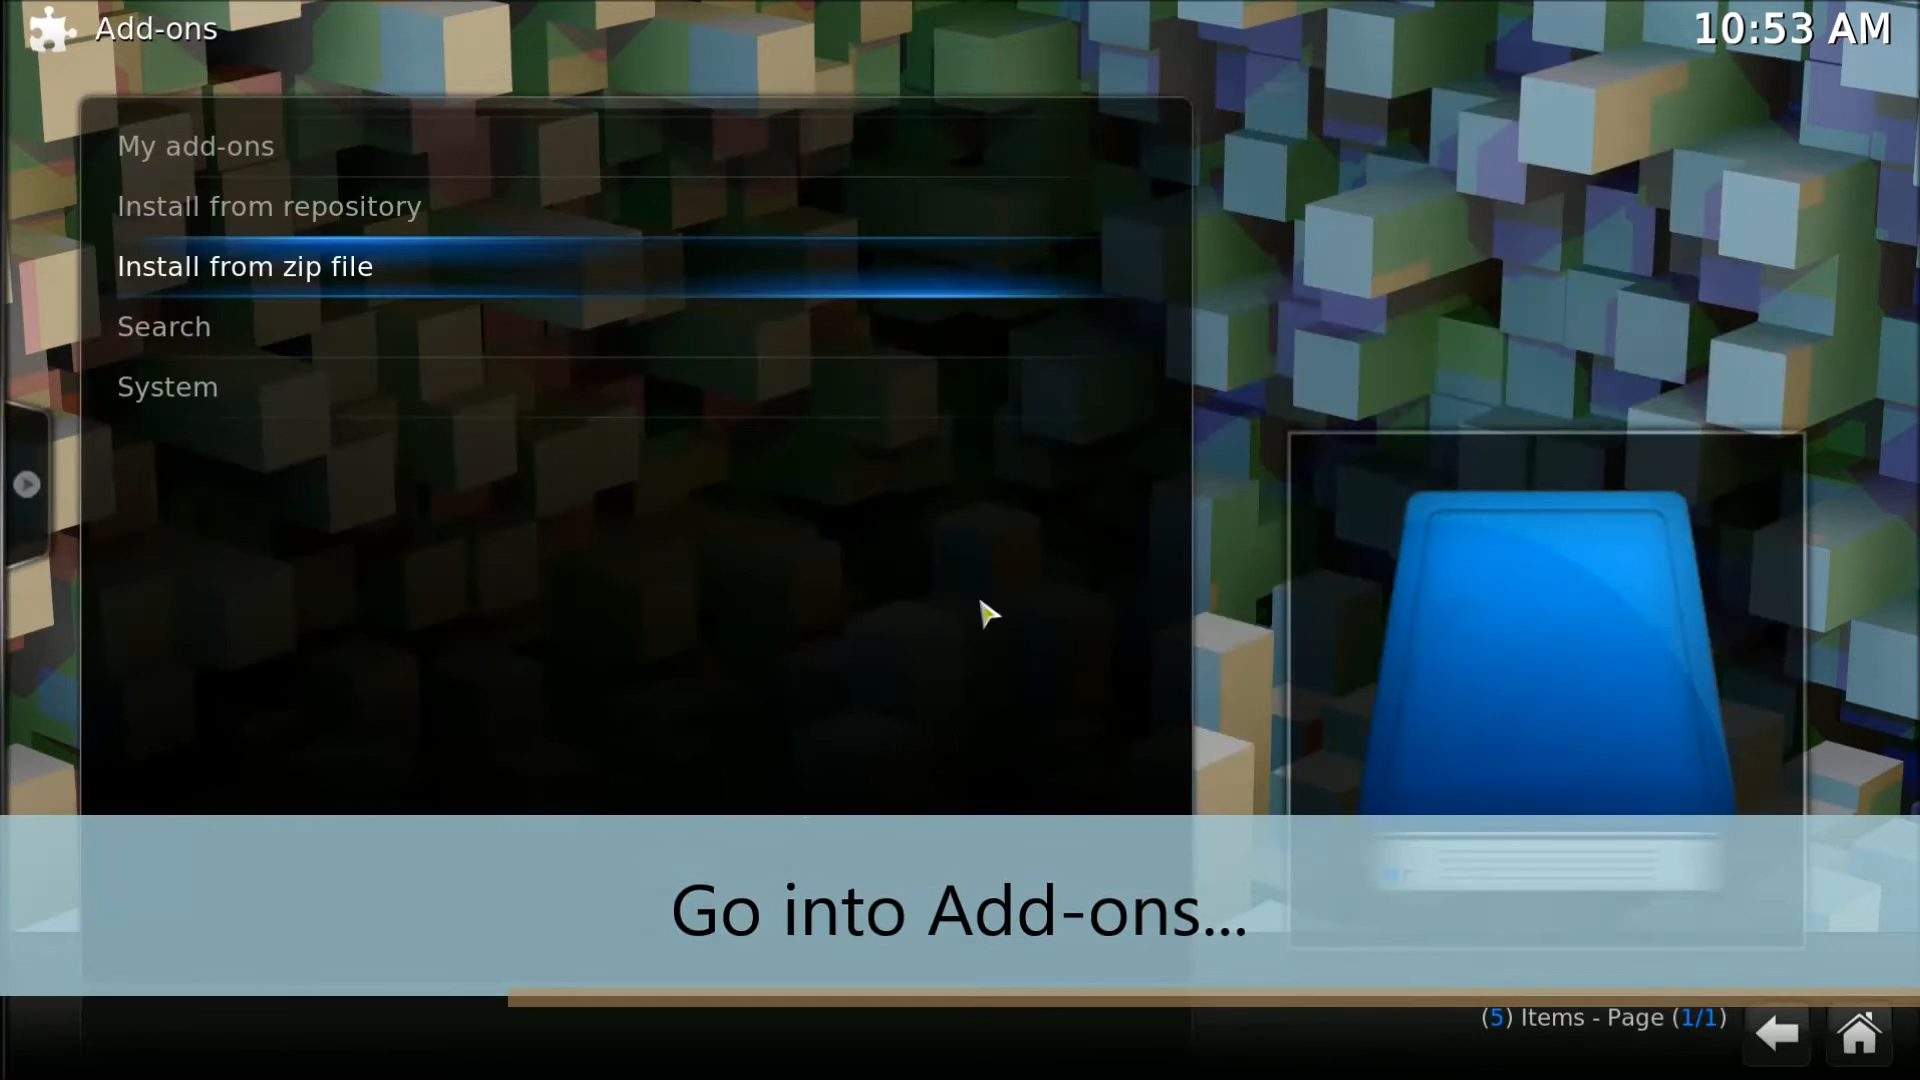 Add-ons
10:53 AM
My add-ons
Install from repository
Install from zip file
Search
System
Go into Add-ons...
(5) Items - Page (1/1)